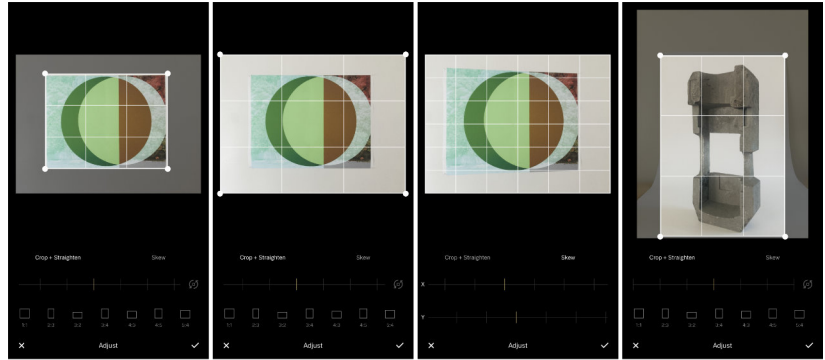 Crop + Straighten Skew
1:1 2:3 3:2 3:4 4:3 4:5 5:4
Adjust
Crop + Straighten Skew
1:1 2:3 3:2 3:4 4:3 4:5 5:4
Adjust
Crop + Straighten Skew
X
Y
Adjust
Crop + Straighten Skew
1:1 2:3 3:2 3:4 4:3 4:5 5:4
Adjust